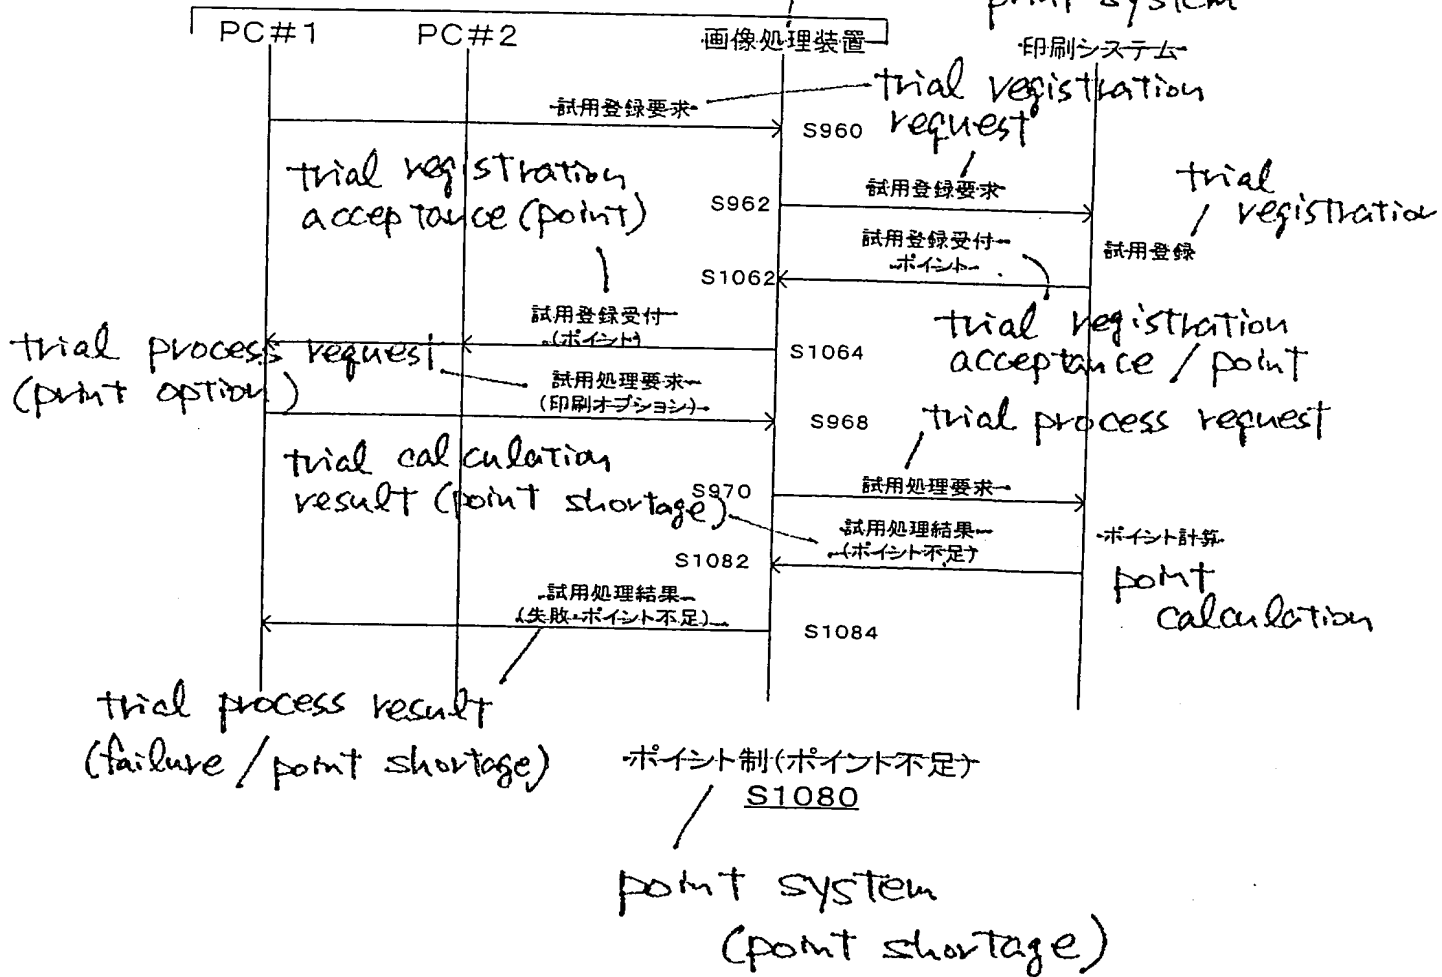 print system
PC#1
PC#2
画像処理装置
印刷システム
試用登録要求
trial registration
request
S960
trial registration
acceptance (point)
S962
試用登録要求
trial
registration
試用登録受付
ポイント
試用登録
S1062
試用登録受付
(ポイント)
S1064
trial registration
acceptance / point
trial process request
(print option)
試用処理要求
(印刷オプション)
S968
trial process request
trial calculation
result (point shortage)
S970
試用処理要求
試用処理結果
(ポイント不足)
S1082
ポイント計算
point
calculation
試用処理結果
(失敗・ポイント不足)
S1084
trial process result
(failure / point shortage)
ポイント制(ポイント不足)
S1080
point system
(point shortage)